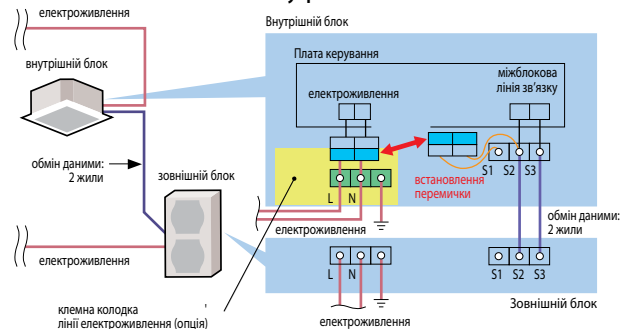 електроживлення
Внутрішній блок
внутрішній блок
Плата керування
електроживлення
міжблокова
лінія зв'язку
обмін даними:
2 жили
зовнішній блок
S1 S2 S3
встановлення
перемички
L N
електроживлення
обмін даними:
2 жили
електроживлення
L N
S1 S2 S3
Зовнішній блок
клемна колодка
лінії електроживлення (опція)
електроживлення